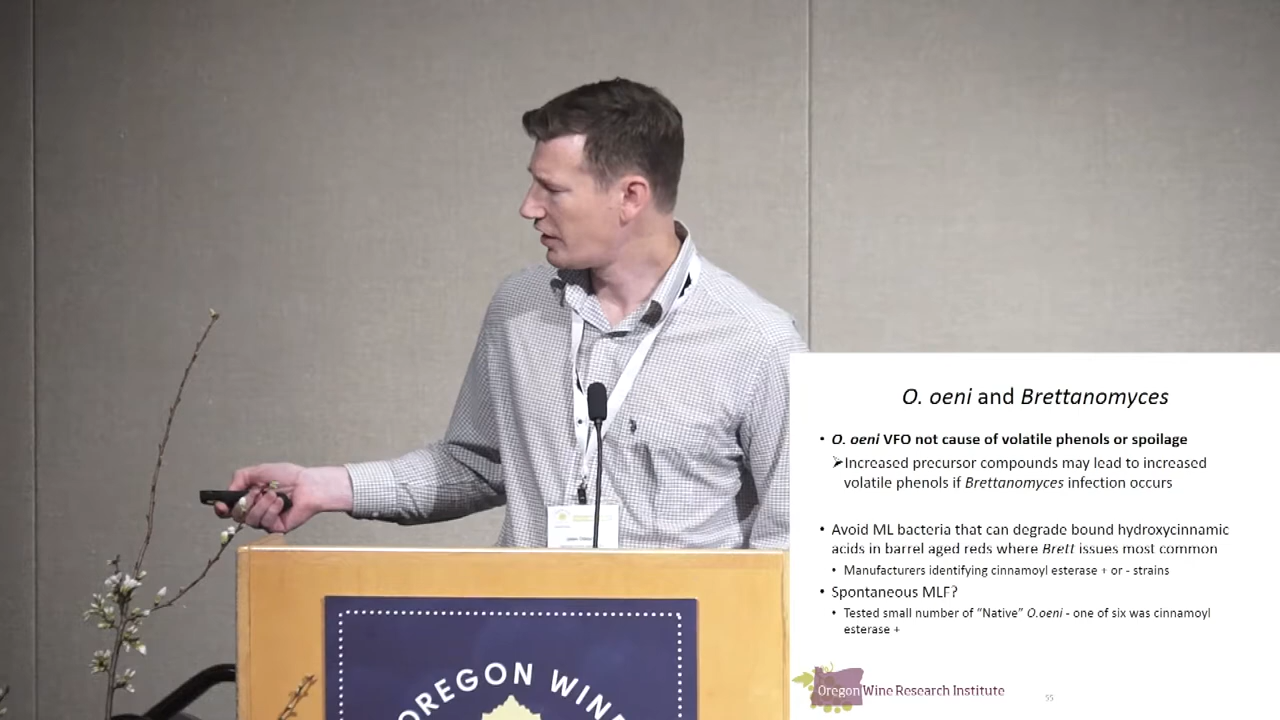 O. oeni and Brettanomyces
• O. oeni VFO not cause of volatile phenols or spoilage
➢Increased precursor compounds may lead to increased
volatile phenols if Brettanomyces infection occurs
• Avoid ML bacteria that can degrade bound hydroxycinnamic
acids in barrel aged reds where Brett issues most common
• Manufacturers identifying cinnamoyl esterase + or - strains
• Spontaneous MLF?
• Tested small number of “Native” O.oeni - one of six was cinnamoyl
esterase +
Oregon Wine Research Institute
55
OREGON WINE